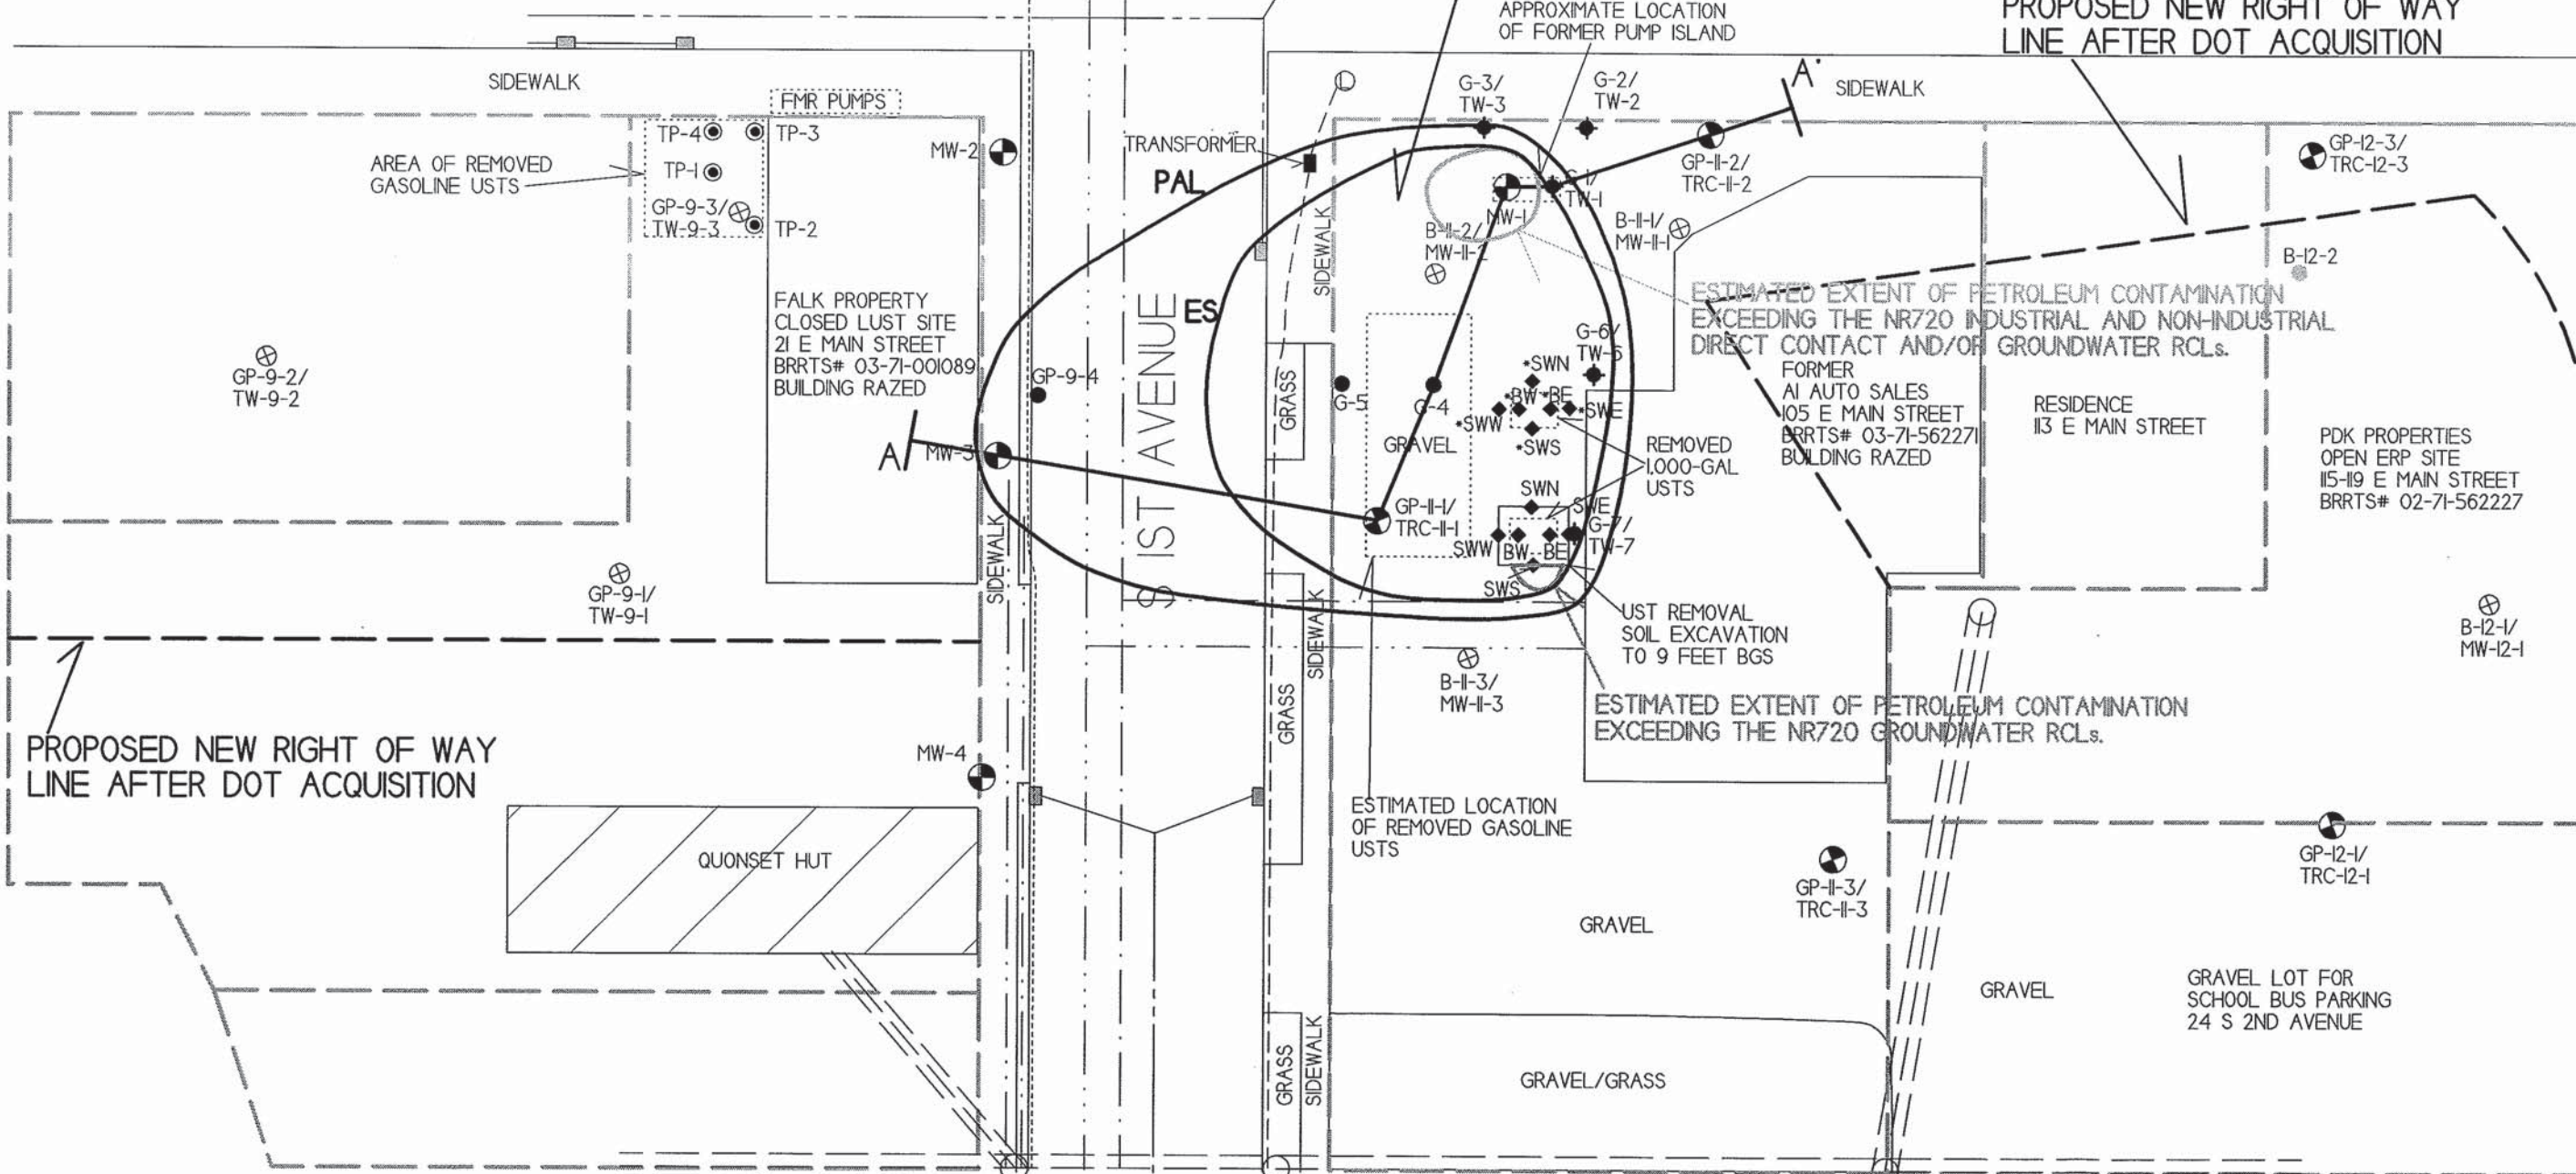 APPROXIMATE LOCATION
OF FORMER PUMP ISLAND
PROPOSED NEW RIGHT OF WAY
LINE AFTER DOT ACQUISITION
SIDEWALK
FMR PUMPS
TP-4
TP-3
TP-1
TP-2
GP-9-3/
TW-9-3
AREA OF REMOVED
GASOLINE USTS
MW-2
TRANSFORMER
PAL
ES
G-3/
TW-3
G-2/
TW-2
A'
SIDEWALK
GP-11-2/
TRC-11-2
GP-12-3/
TRC-12-3
G-1/
TW-1
MW-1
B-11-2/
MW-11-2
B-11-1/
MW-11-1
SIDEWALK
B-12-2
FALK PROPERTY
CLOSED LUST SITE
21 E MAIN STREET
BRRTS# 03-71-001089
BUILDING RAZED
ESTIMATED EXTENT OF PETROLEUM CONTAMINATION
EXCEEDING THE NR720 INDUSTRIAL AND NON-INDUSTRIAL
DIRECT CONTACT AND/OR GROUNDWATER RCLs.
GP-9-2/
TW-9-2
GP-9-4
S 1ST AVENUE
GRASS
G-5
G-4
GRAVEL
G-6/
TW-6
*SWN
*BW
*BE
*SWE
*SWW
*SWS
FORMER
A1 AUTO SALES
105 E MAIN STREET
BRRTS# 03-71-562271
BUILDING RAZED
RESIDENCE
113 E MAIN STREET
PDK PROPERTIES
OPEN ERP SITE
115-119 E MAIN STREET
BRRTS# 02-71-562227
A
MW-3
REMOVED
1,000-GAL
USTS
GP-11-1/
TRC-11-1
SWN
SWE
G-7/
TW-7
SWW
BW
BE
SWS
SIDEWALK
GP-9-1/
TW-9-1
SIDEWALK
UST REMOVAL
SOIL EXCAVATION
TO 9 FEET BGS
B-12-1/
MW-12-1
B-11-3/
MW-11-3
GRASS
ESTIMATED EXTENT OF PETROLEUM CONTAMINATION
EXCEEDING THE NR720 GROUNDWATER RCLs.
PROPOSED NEW RIGHT OF WAY
LINE AFTER DOT ACQUISITION
MW-4
ESTIMATED LOCATION
OF REMOVED GASOLINE
USTS
QUONSET HUT
GP-11-3/
TRC-11-3
GP-12-1/
TRC-12-1
GRAVEL
GRAVEL
GRAVEL LOT FOR
SCHOOL BUS PARKING
24 S 2ND AVENUE
GRASS
SIDEWALK
GRAVEL/GRASS